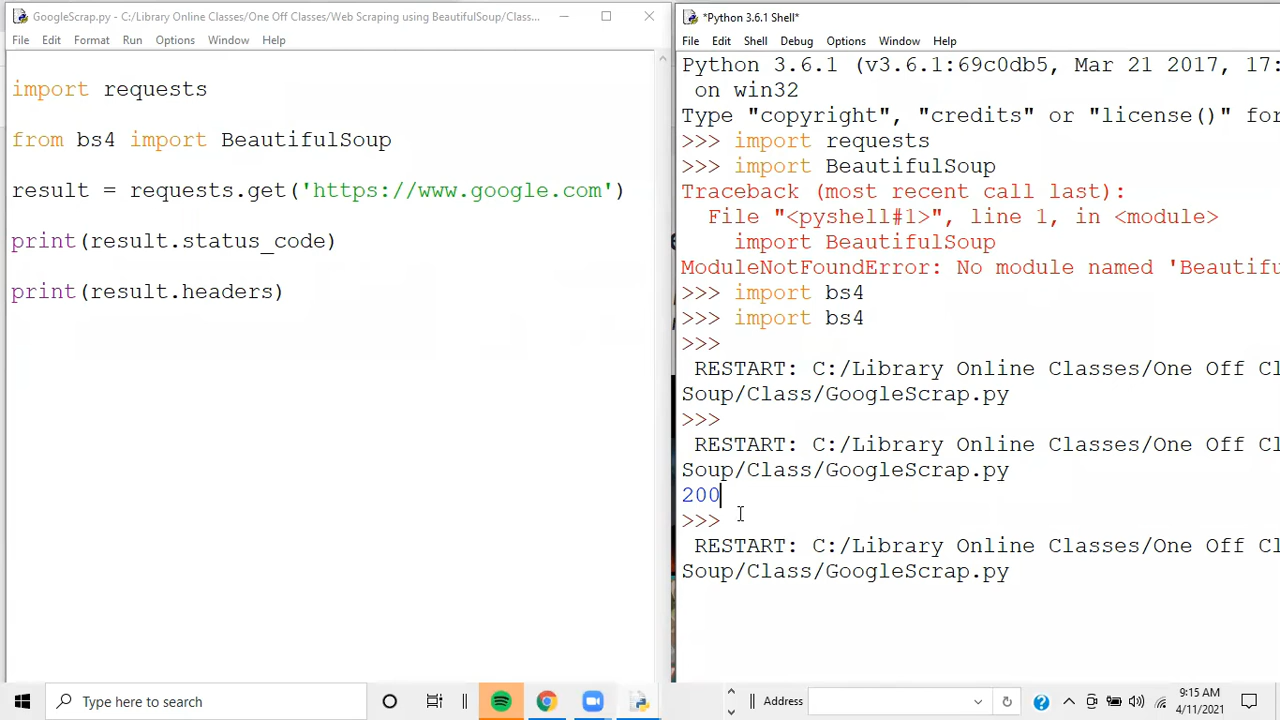 GoogleScrap.py - C:/Library Online Classes/One Off Classes/Web Scraping using BeautifulSoup/Class...
File Edit Format Run Options Window Help
import requests
from bs4 import BeautifulSoup
result = requests.get('https://www.google.com')
print(result.status_code)
print(result.headers)
*Python 3.6.1 Shell*
File Edit Shell Debug Options Window Help
Python 3.6.1 (v3.6.1:69c0db5, Mar 21 2017, 17:
on win32
Type "copyright", "credits" or "license()" for
>>> import requests
>>> import BeautifulSoup
Traceback (most recent call last):
File "<pyshell#1>", line 1, in <module>
import BeautifulSoup
ModuleNotFoundError: No module named 'Beautifu
>>> import bs4
>>> import bs4
>>>
RESTART: C:/Library Online Classes/One Off Cl
Soup/Class/GoogleScrap.py
>>>
RESTART: C:/Library Online Classes/One Off Cl
Soup/Class/GoogleScrap.py
200
>>>
RESTART: C:/Library Online Classes/One Off Cl
Soup/Class/GoogleScrap.py
Type here to search
Address
9:15 AM
4/11/2021